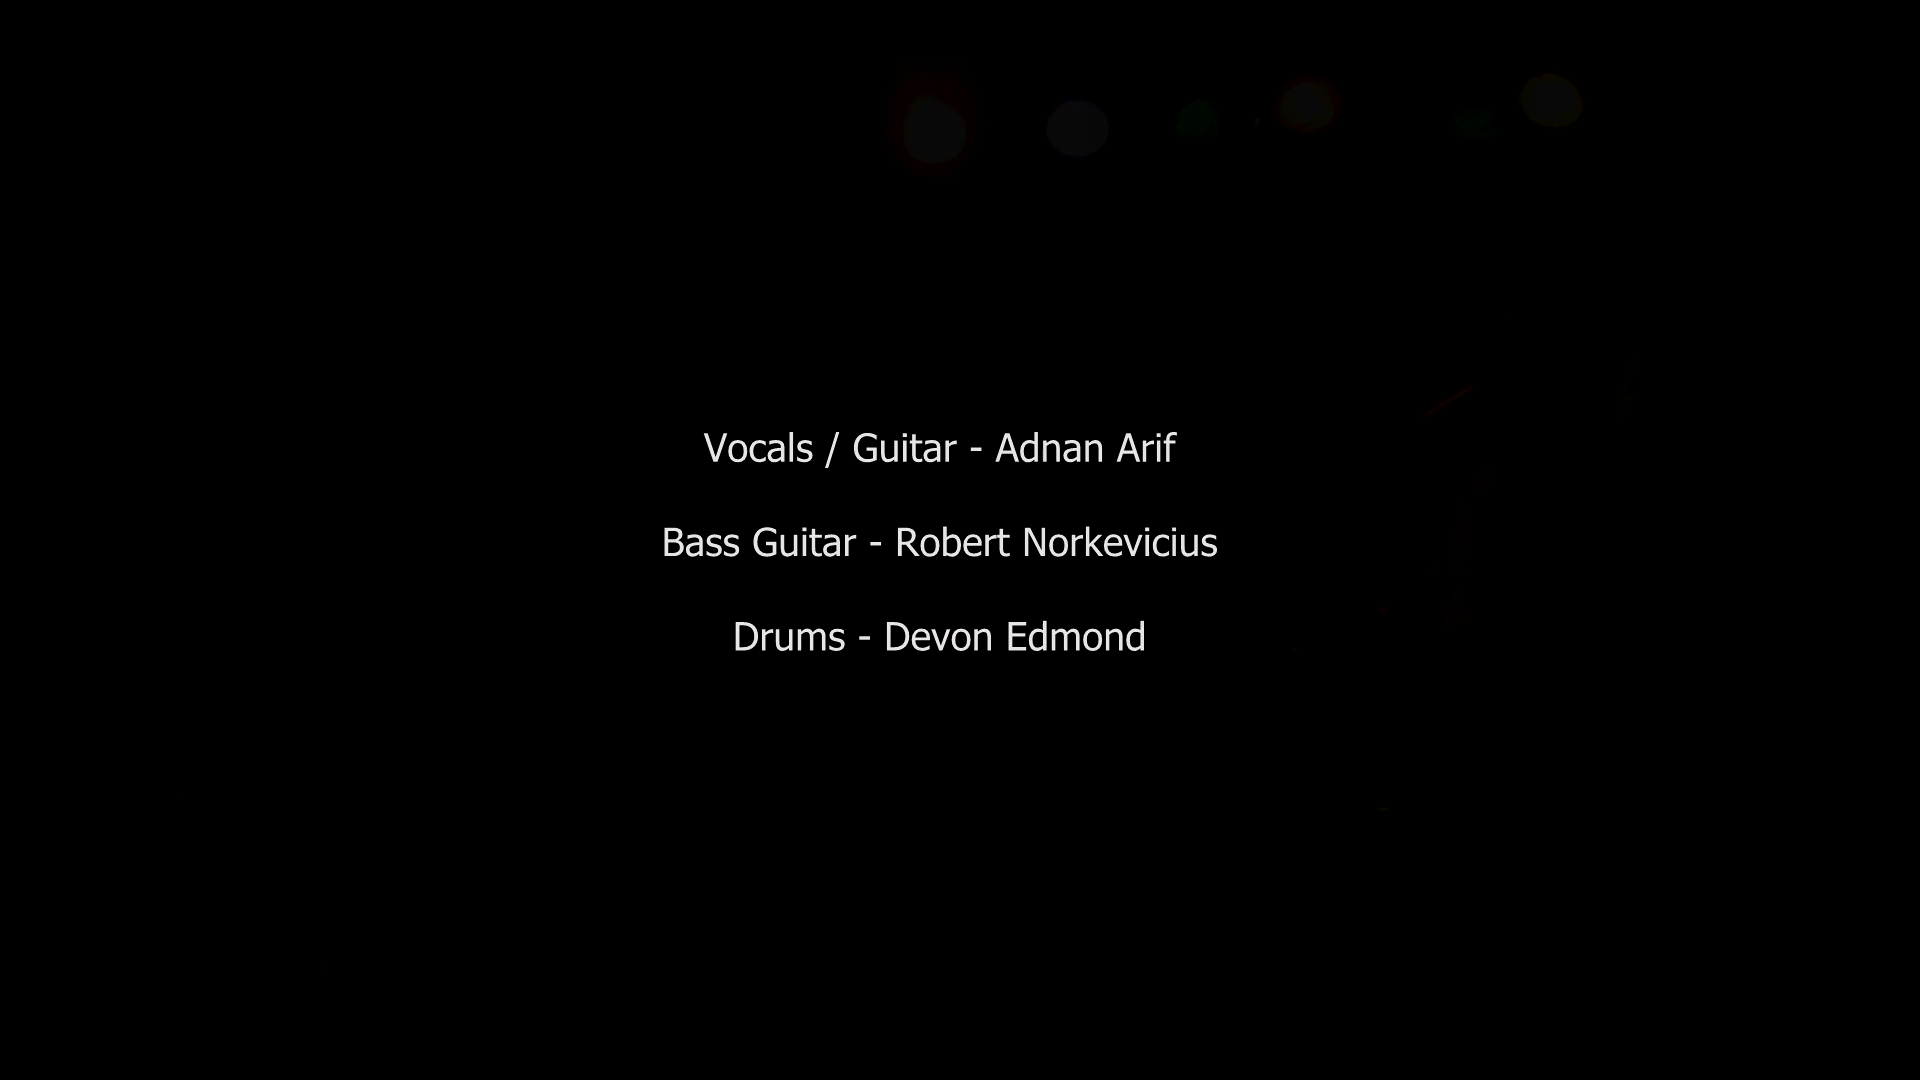 Vocals / Guitar - Adnan Arif
Bass Guitar - Robert Norkevicius
Drums - Devon Edmond